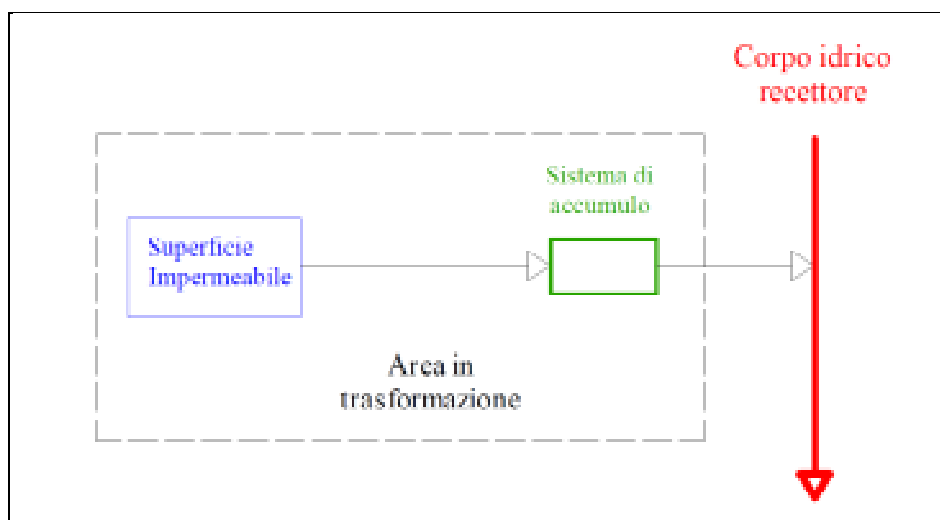 Corpo idrico
recettore
Sistema di
accumulo
Superficie
Impermeabile
Area in
trasformazione